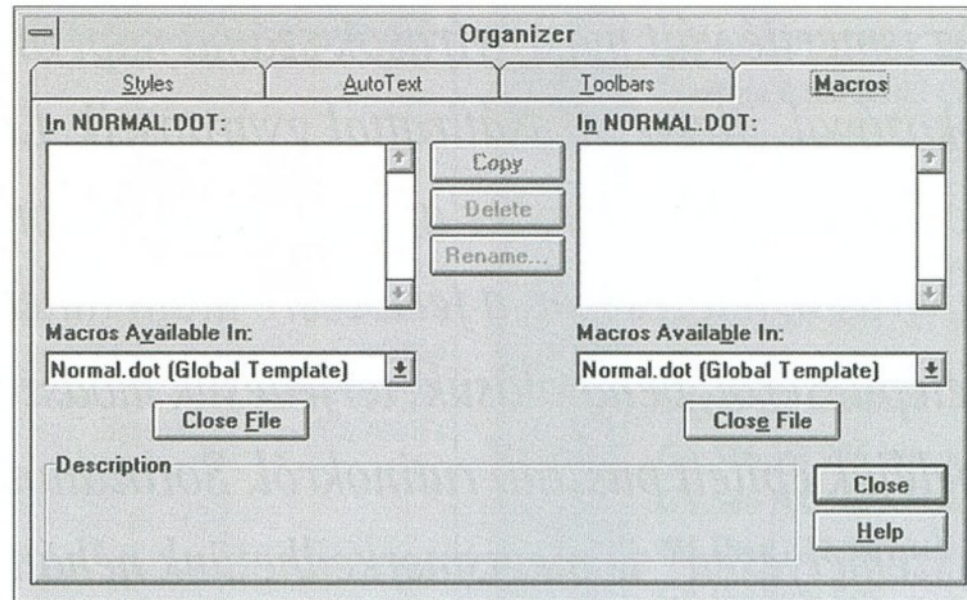 Organizer
Styles AutoText Toolbars Macros
In NORMAL.DOT:
In NORMAL.DOT:
Copy
Delete
Rename...
Macros Available In:
Macros Available In:
Normal.dot (Global Template)
Normal.dot (Global Template)
Close File
Close File
Description
Close
Help